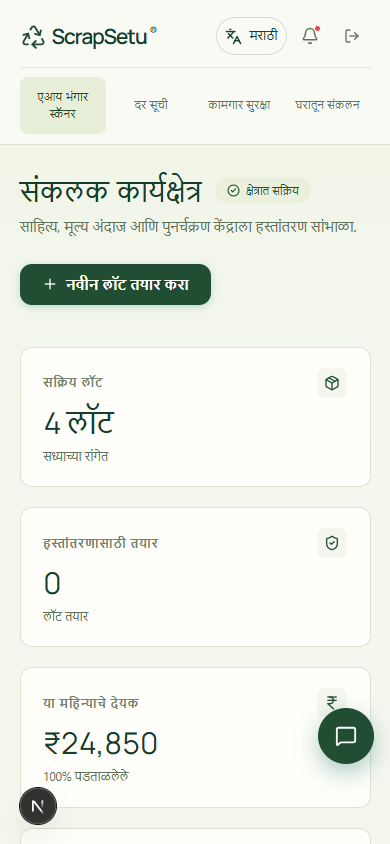 ScrapSetu®
मराठी
एआय भंगार
स्कॅनर
दर सूची
कामगार सुरक्षा
घरातून संकलन
संकलक कार्यक्षेत्र
क्षेत्रात सक्रिय
साहित्य, मूल्य अंदाज आणि पुनर्चक्रण केंद्राला हस्तांतरण सांभाळा.
+ नवीन लॉट तयार करा
सक्रिय लॉट
4 लॉट
सध्याच्या रांगेत
हस्तांतरणासाठी तयार
0
लॉट तयार
या महिन्याचे देयक
₹
₹24,850
100% पडताळलेले
N